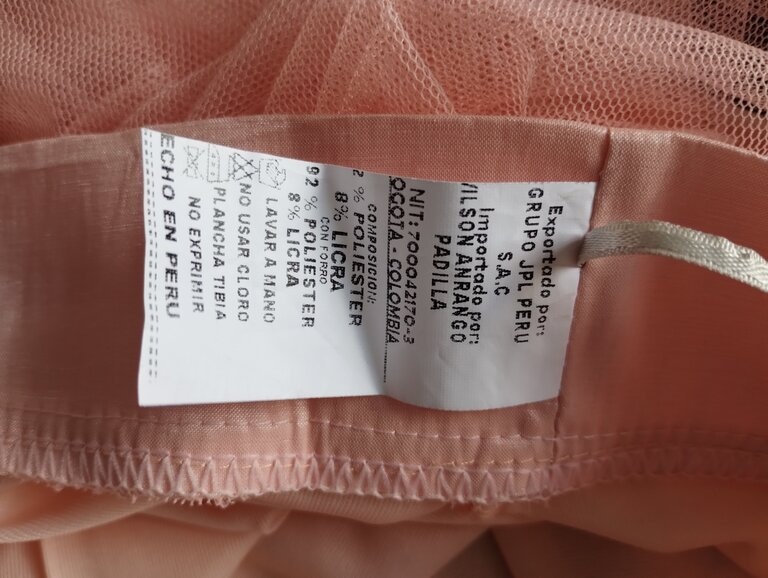 Exportado por:
GRUPO JPL PERU
S.A.C
Importado por:
WILSON ANRANGO
PADILLA
NIT: 700042170-3
BOGOTA - COLOMBIA
COMPOSICION:
92 % POLIESTER
8% LICRA
CON FORRO
92 % POLIESTER
8% LICRA
LAVAR A MANO
NO USAR CLORO
PLANCHA TIBIA
NO EXPRIMIR
HECHO EN PERU